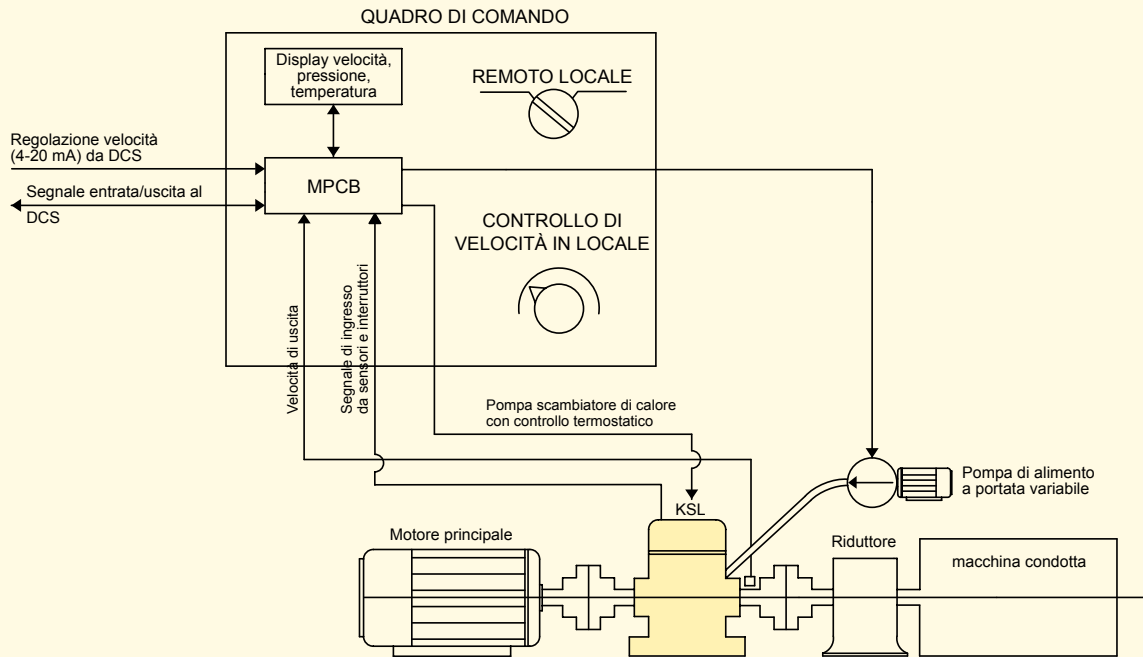 QUADRO DI COMANDO
Display velocità,
pressione,
temperatura
REMOTO LOCALE
Regolazione velocità
(4-20 mA) da DCS
Segnale entrata/uscita al
DCS
MPCB
CONTROLLO DI
VELOCITÀ IN LOCALE
Velocita di uscita
Segnale di ingresso
da sensori e interruttori
Pompa scambiatore di calore
con controllo termostatico
Pompa di alimento
a portata variabile
KSL
Motore principale
Riduttore
macchina condotta